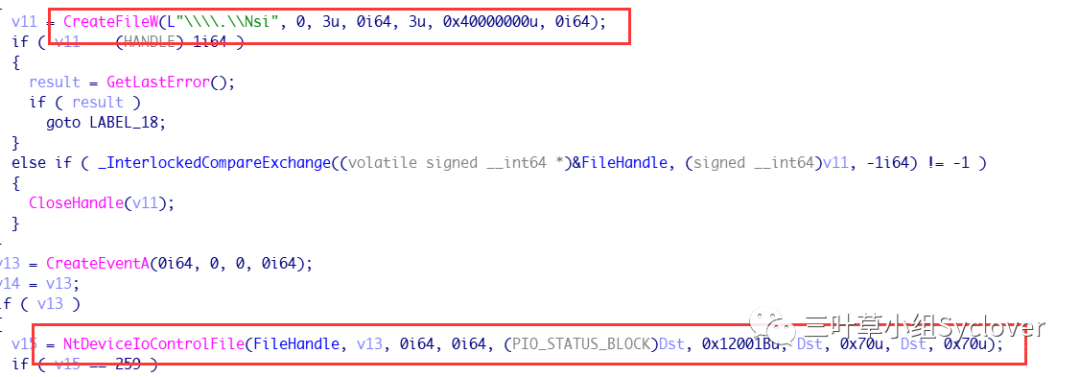 v11 = CreateFileW(L"\\\\.\\Nsi", 0, 3u, 0i64, 3u, 0x40000000u, 0i64);
if ( v11 (HANDLE) 1i64 )
{
result = GetLastError();
if ( result )
goto LABEL_18;
}
else if ( _InterlockedCompareExchange((volatile signed __int64 *)&FileHandle, (signed __int64)v11, -1i64) != -1 )
{
CloseHandle(v11);
}
v13 = CreateEventA(0i64, 0, 0, 0i64);
v14 = v13;
if ( v13 )
v15 = NtDeviceIoControlFile(FileHandle, v13, 0i64, 0i64, (PIO_STATUS_BLOCK)Dst, 0x12001Bu, Dst, 0x70u, Dst, 0x70u);
if ( v15 == 259 )
三叶草小组Syclover